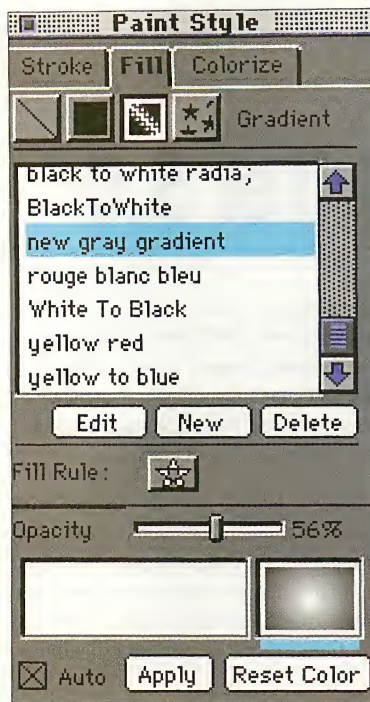 Paint Style
Stroke Fill Colorize
Gradient
black to white radia;
BlackToWhite
new gray gradient
rouge blanc bleu
White To Black
yellow red
yellow to blue
Edit New Delete
Fill Rule:
Opacity 56%
Auto Apply Reset Color